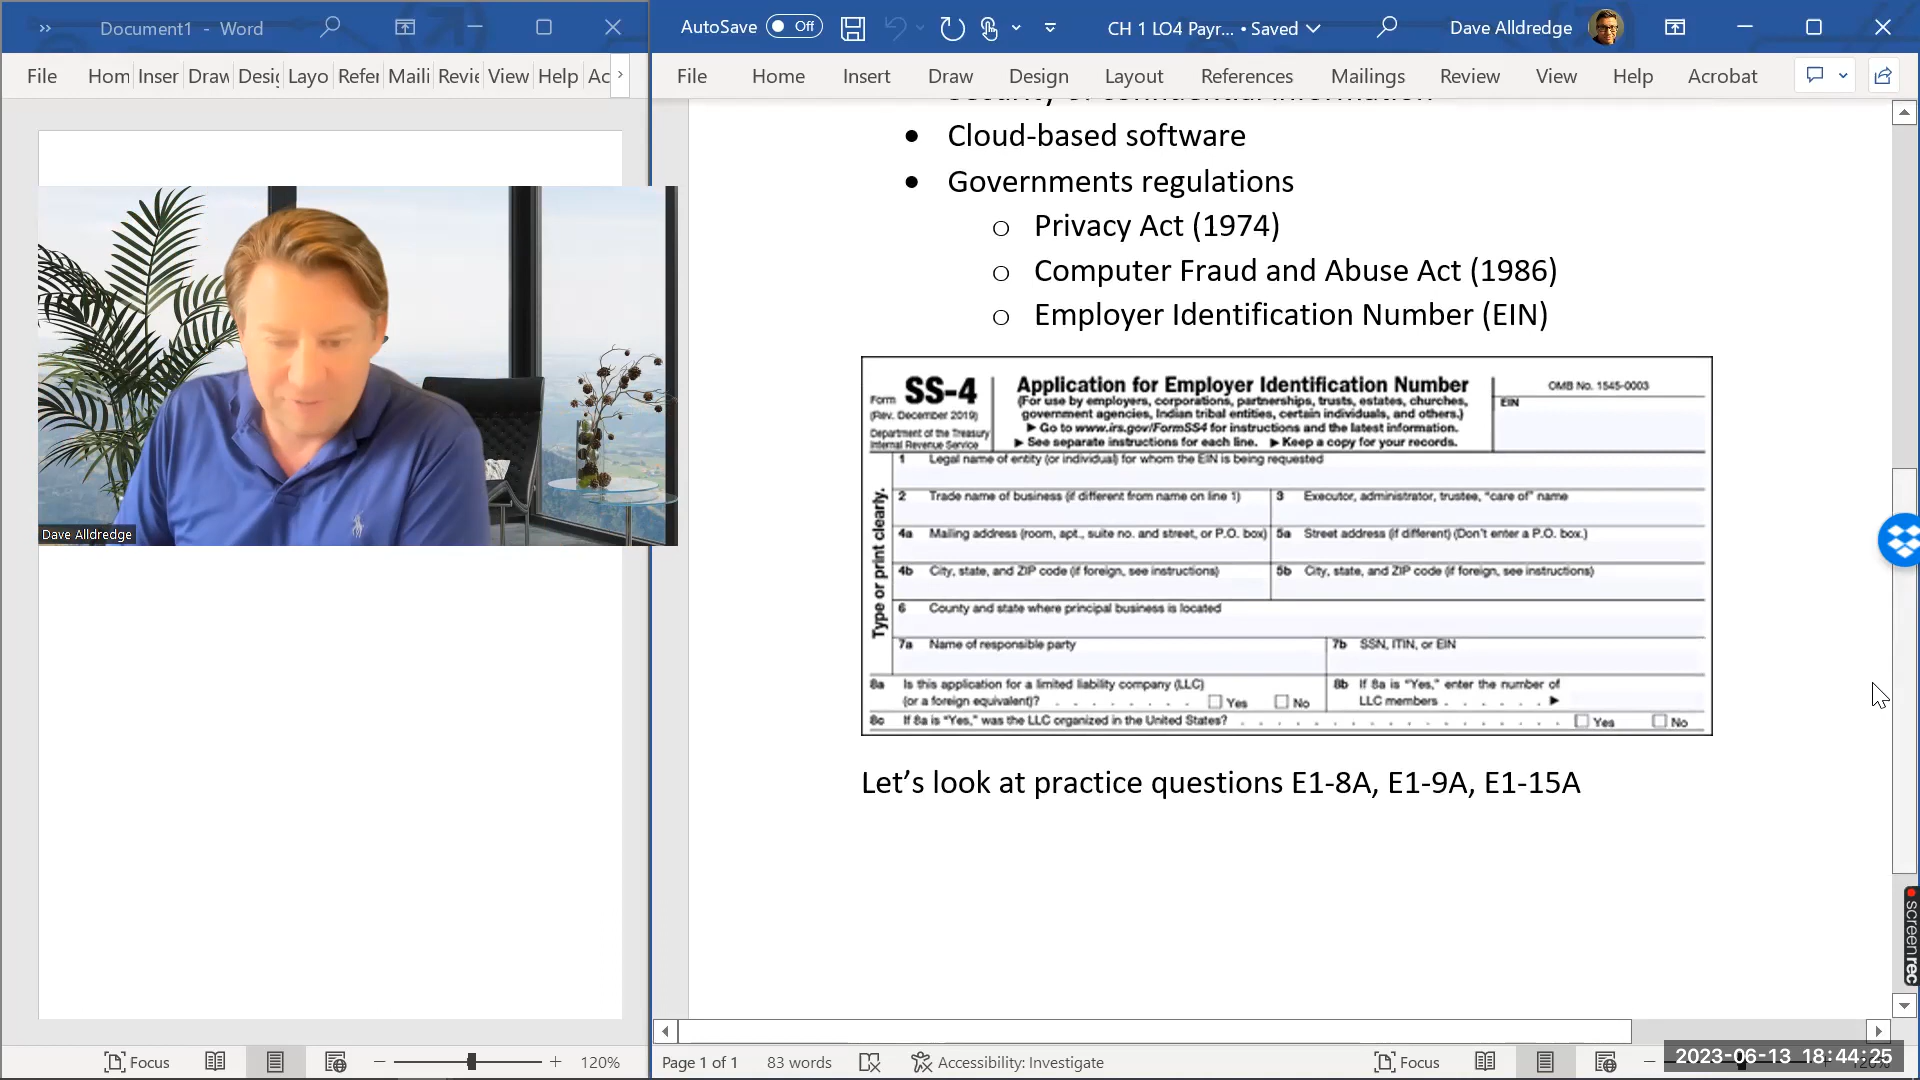 Document1 - Word
AutoSave Off
CH 1 LO4 Payr... • Saved
Dave Alldredge
File Hom Inser Draw Desig Layo Refer Maili Revie View Help Ac
File Home Insert Draw Design Layout References Mailings Review View Help Acrobat
Security of confidential information
• Cloud-based software
• Governments regulations
o Privacy Act (1974)
o Computer Fraud and Abuse Act (1986)
o Employer Identification Number (EIN)
Form SS-4
(Rev. December 2019)
Department of the Treasury
Internal Revenue Service
Application for Employer Identification Number
(For use by employers, corporations, partnerships, trusts, estates, churches,
government agencies, Indian tribal entities, certain individuals, and others.)
▶ Go to www.irs.gov/FormSS4 for instructions and the latest information.
▶ See separate instructions for each line. ▶ Keep a copy for your records.
OMB No. 1545-0003
EIN
Type or print clearly.
1 Legal name of entity (or individual) for whom the EIN is being requested
2 Trade name of business (if different from name on line 1)
3 Executor, administrator, trustee, "care of" name
4a Mailing address (room, apt., suite no. and street, or P.O. box)
5a Street address (if different) (Don't enter a P.O. box.)
4b City, state, and ZIP code (if foreign, see instructions)
5b City, state, and ZIP code (if foreign, see instructions)
6 County and state where principal business is located
7a Name of responsible party
7b SSN, ITIN, or EIN
8a Is this application for a limited liability company (LLC)
(or a foreign equivalent)? . . . . . . . . Yes No
8b If 8a is "Yes," enter the number of
LLC members . . . . . . ▶
8c If 8a is "Yes," was the LLC organized in the United States? . . . . . . . . . . . . . . . . . . Yes No
Let's look at practice questions E1-8A, E1-9A, E1-15A
Dave Alldredge
Focus
120%
Page 1 of 1 83 words Accessibility: Investigate
Focus
2023-06-13 18:44:25
screenrec